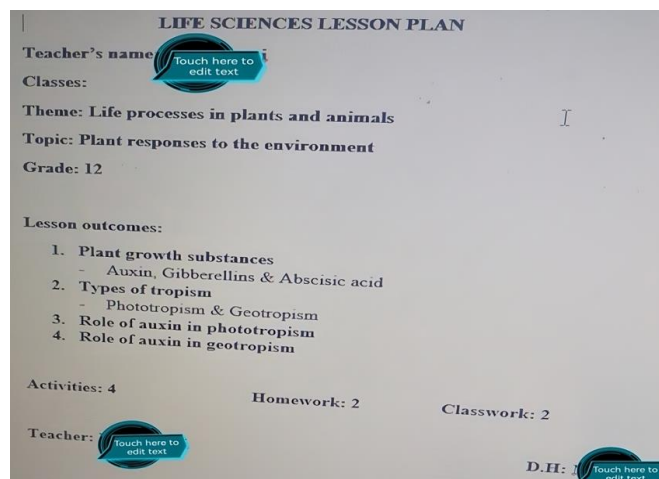 LIFE SCIENCES LESSON PLAN
Teacher's name
Touch here to
edit text
Classes:
Theme: Life processes in plants and animals
Topic: Plant responses to the environment
Grade: 12
Lesson outcomes:
1. Plant growth substances
- Auxin, Gibberellins & Abscisic acid
2. Types of tropism
- Phototropism & Geotropism
3. Role of auxin in phototropism
4. Role of auxin in geotropism
Activities: 4 Homework: 2 Classwork: 2
Teacher:
Touch here to
edit text
D.H:
Touch here to
edit text